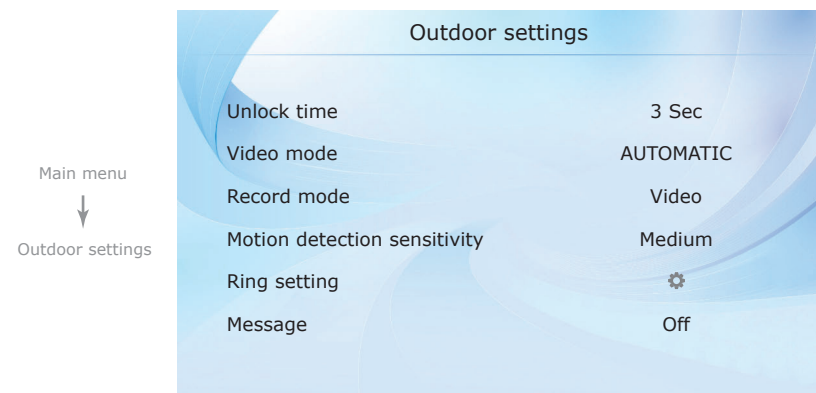 Outdoor settings
Unlock time 3 Sec
Video mode AUTOMATIC
Record mode Video
Motion detection sensitivity Medium
Ring setting
Message Off
Main menu
Outdoor settings